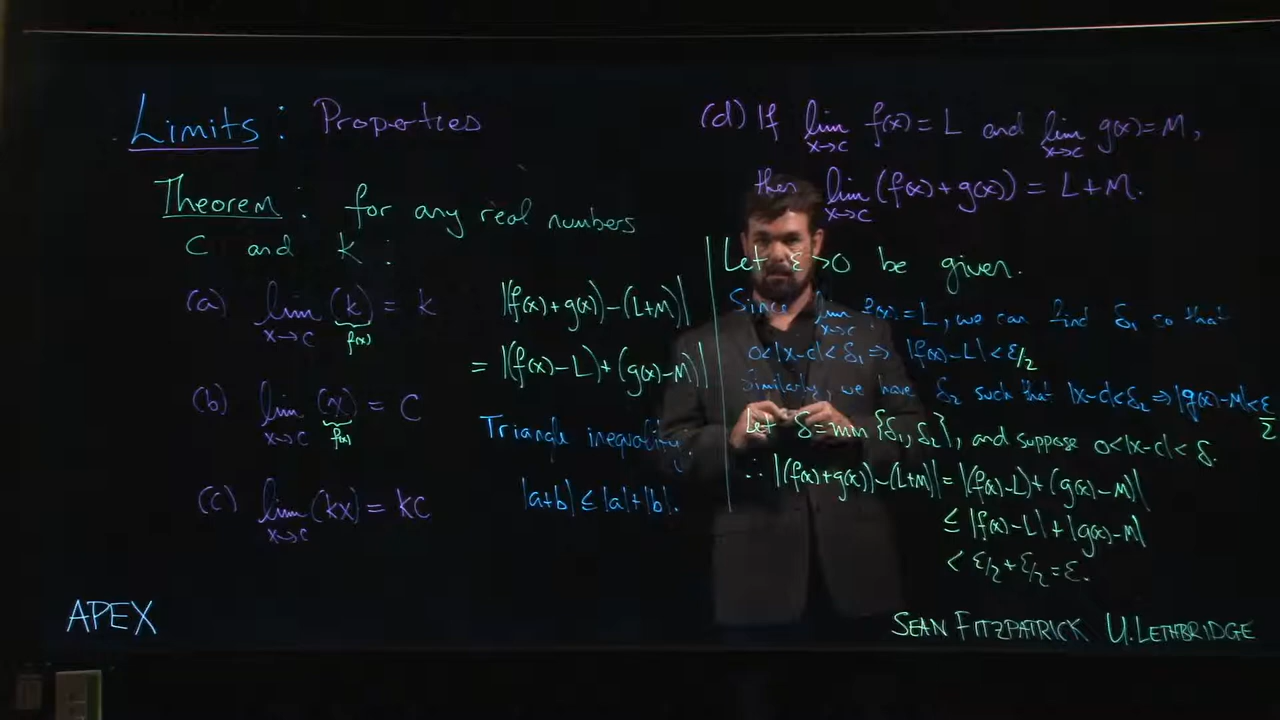 Limits: Properties
Theorem: for any real numbers
c and k:
(a) lim x→c (k) = k
f(x)
(b) lim x→c (x) = c
f(x)
(c) lim x→c (kx) = kc
|(f(x)+g(x))-(L+M)|
= |(f(x)-L)+(g(x)-M)|
Triangle inequality:
|a+b| ≤ |a|+|b|.
(d) If lim x→c f(x) = L and lim x→c g(x) = M,
then lim x→c (f(x)+g(x)) = L+M.
Let ε>0 be given.
Since lim x→c f(x) = L, we can find δ₁ so that
0<|x-c|<δ₁ ⇒ |f(x)-L|<ε/2
Similarly, we have δ₂ such that |x-c|<δ₂ ⇒ |g(x)-M|<ε/2
Let δ=min{δ₁,δ₂}, and suppose 0<|x-c|<δ.
∴ |(f(x)+g(x))-(L+M)| = |(f(x)-L)+(g(x)-M)|
≤ |f(x)-L|+|g(x)-M|
< ε/2+ε/2=ε.
APEX
SEAN FITZPATRICK U. LETHBRIDGE